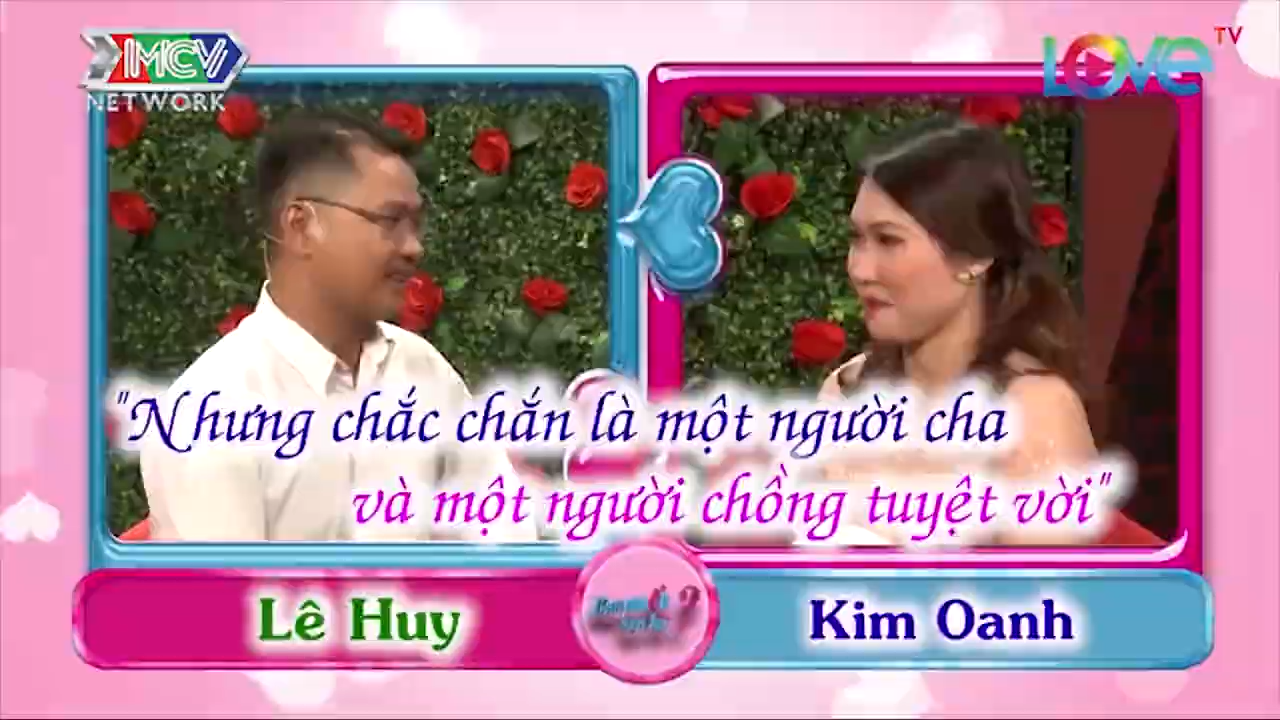 MCV
NETWORK
LOVE TV
"Nhưng chắc chắn là một người cha
và một người chồng tuyệt vời"
Lê Huy
Kim Oanh